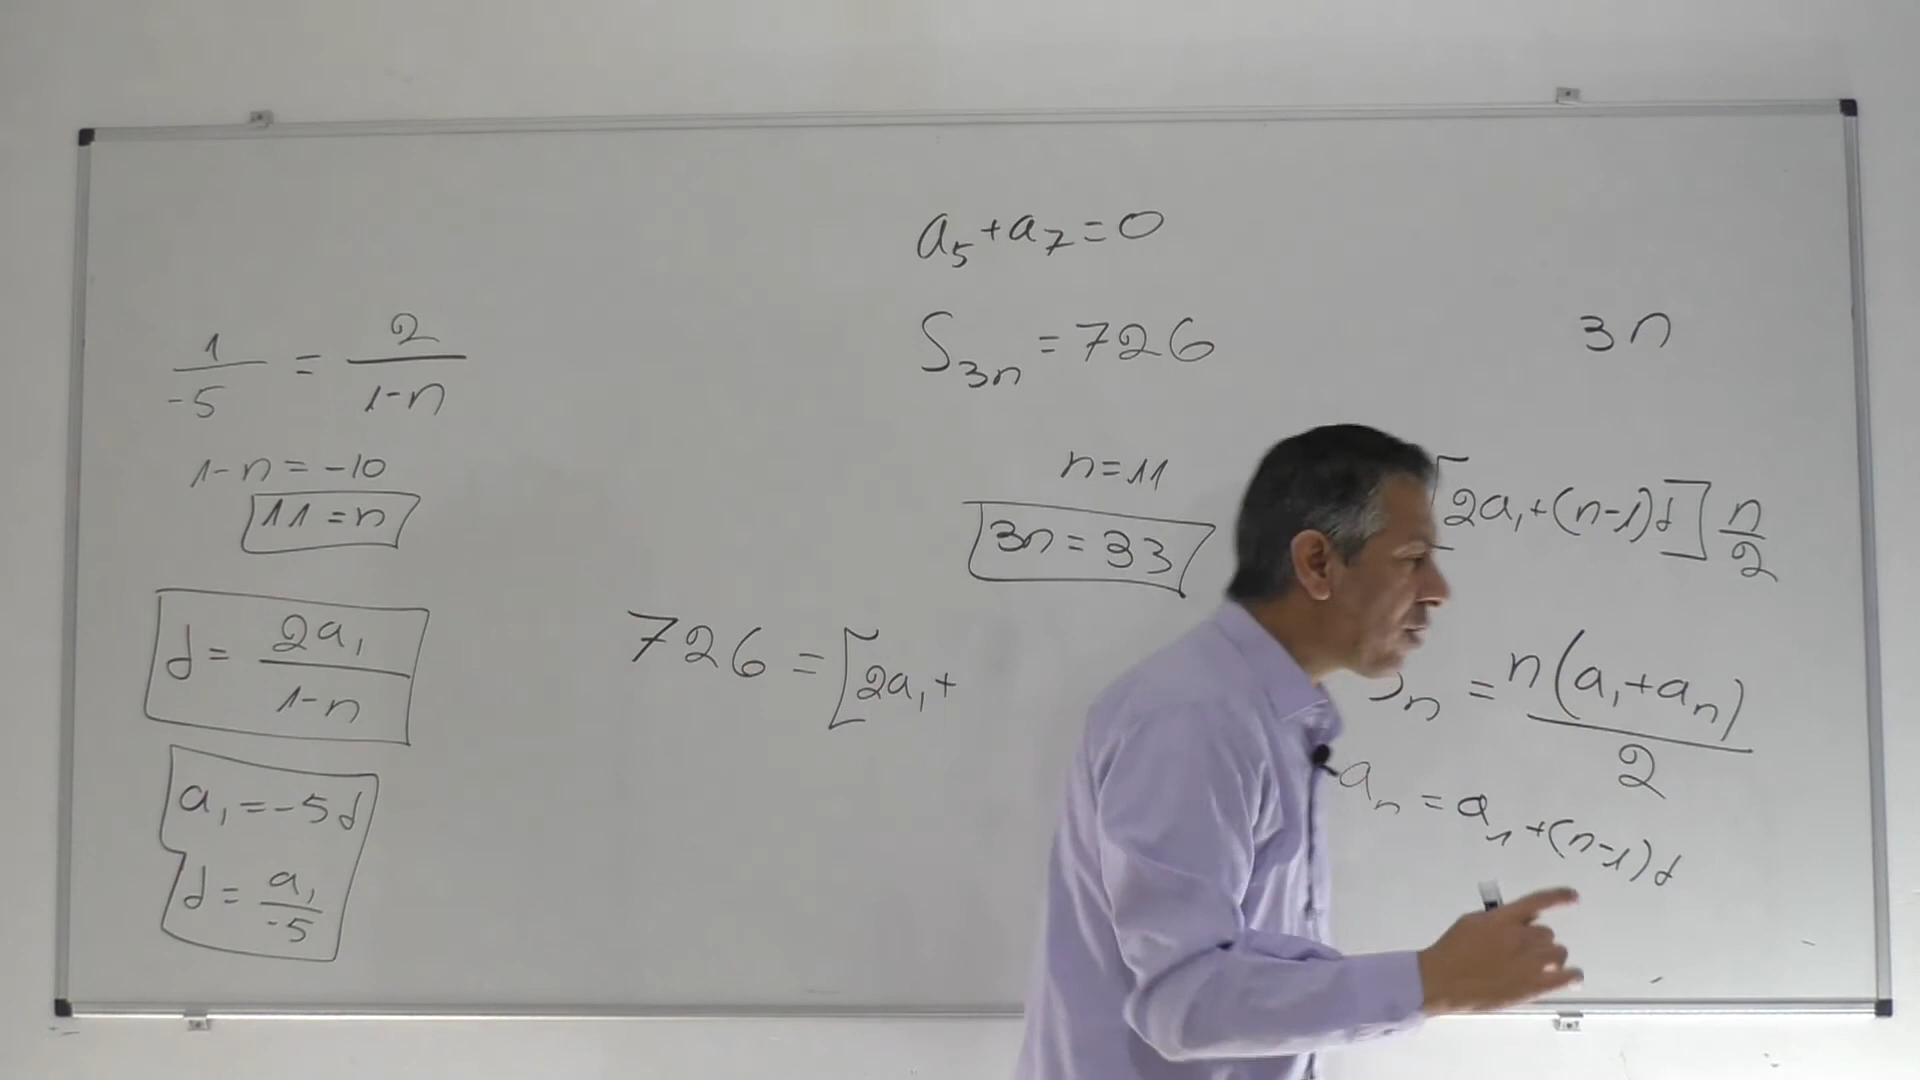 a₅+a₇=0
S₃ₙ=726
3n
1/-5 = 2/1-n
1-n=-10
11=n
n=11
3n=33
[2a₁+(n-1)d] n/2
d= 2a₁/1-n
726=[2a₁+
Sₙ = n(a₁+aₙ)/2
aₙ=a₁+(n-1)d
a₁=-5d
d= a₁/-5